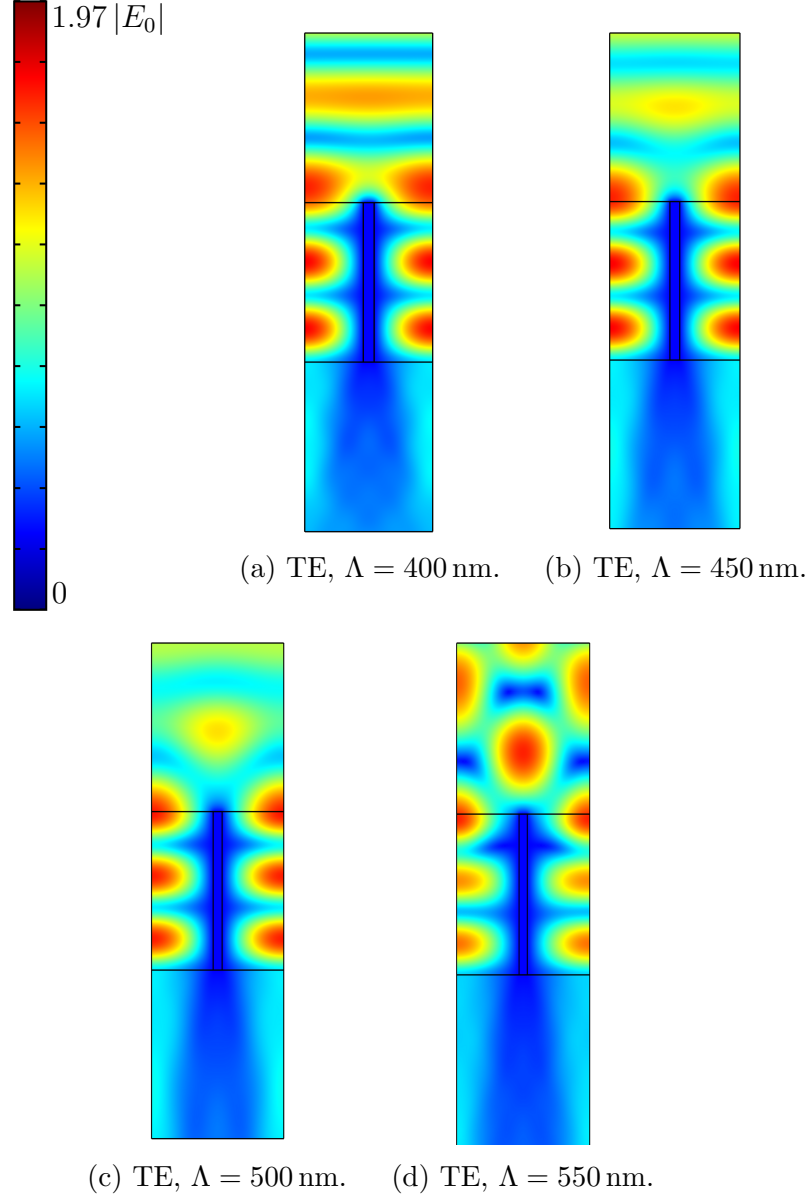 1.97 |E₀|
0
(a) TE, Λ = 400 nm.
(b) TE, Λ = 450 nm.
(c) TE, Λ = 500 nm.
(d) TE, Λ = 550 nm.